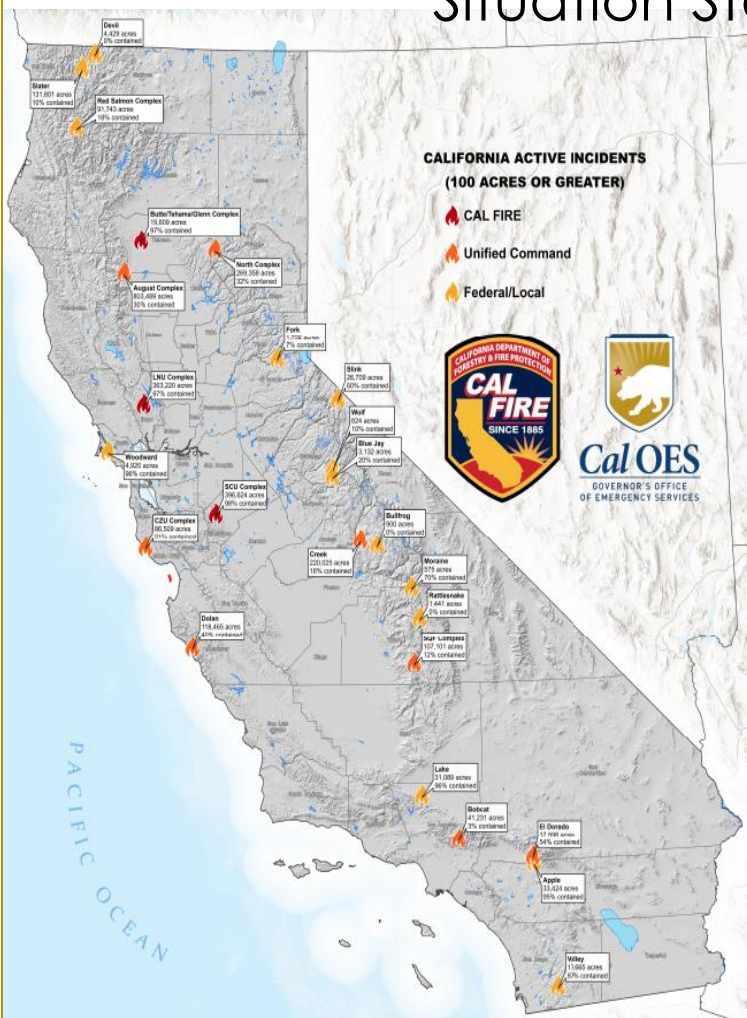 Situation Sta
CALIFORNIA ACTIVE INCIDENTS
(100 ACRES OR GREATER)
CAL FIRE
Unified Command
Federal/Local
CALIFORNIA DEPARTMENT OF
FORESTRY & FIRE PROTECTION
CAL
FIRE
SINCE 1885
Cal OES
GOVERNOR'S OFFICE
OF EMERGENCY SERVICES
Devil
4,429 acres
0% contained
Slater
131,601 acres
10% contained
Red Salmon Complex
91,743 acres
18% contained
Butte/Tehama/Glenn Complex
19,609 acres
97% contained
North Complex
269,358 acres
32% contained
August Complex
803,489 acres
30% contained
Fork
7% contained
Slink
26,709 acres
60% contained
LNU Complex
363,220 acres
97% contained
Wolf
624 acres
10% contained
Blue Jay
3,132 acres
20% contained
Woodward
4,920 acres
96% contained
SCU Complex
396,624 acres
98% contained
CZU Complex
86,509 acres
contained
Bullfrog
900 acres
0% contained
Creek
220,025 acres
16% contained
Moraine
575 acres
70% contained
Rattlesnake
1,441 acres
0% contained
Dolan
118,465 acres
40% contained
SQF Complex
107,101 acres
12% contained
Lake
31,089 acres
96% contained
Bobcat
41,231 acres
3% contained
El Dorado
54% contained
Apple
33,424 acres
95% contained
Valley
17,665 acres
87% contained
PACIFIC OCEAN